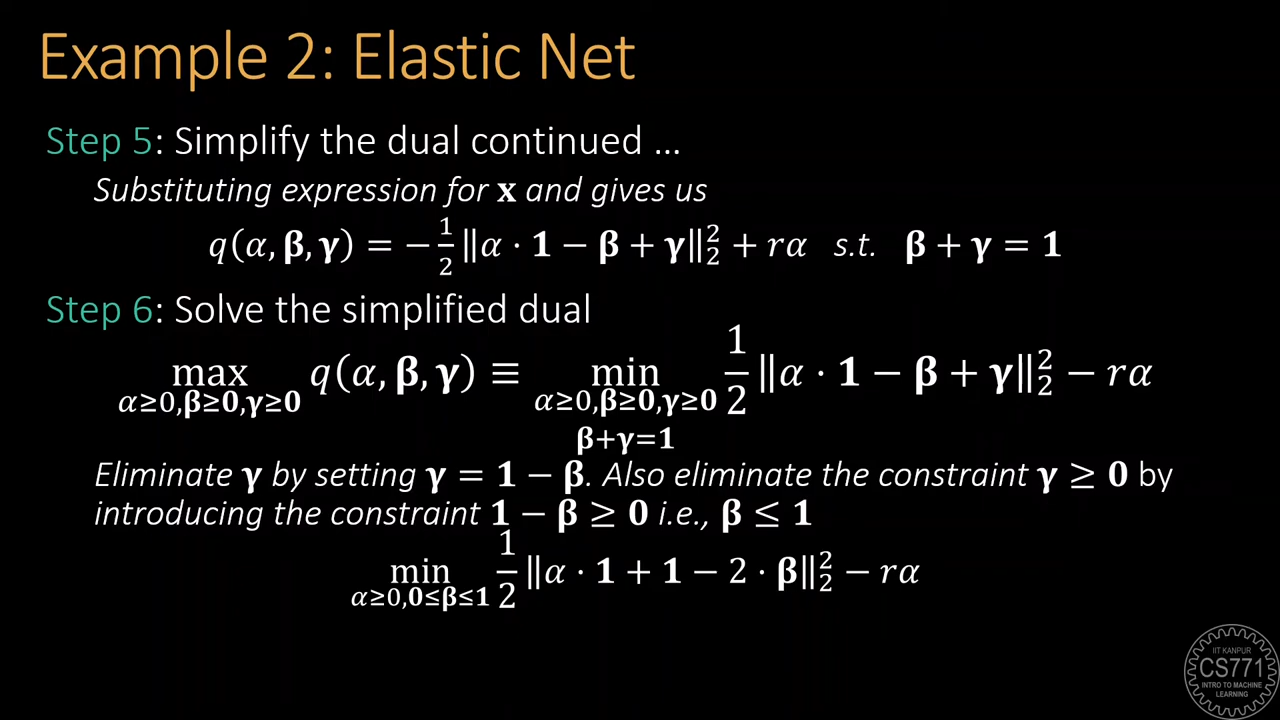 Example 2: Elastic Net
Step 5: Simplify the dual continued …
Substituting expression for 𝐱 and gives us
q(α, 𝛃, 𝛄) = −1/2 ‖α ⋅ 𝟏 − 𝛃 + 𝛄‖₂² + rα s.t. 𝛃 + 𝛄 = 𝟏
Step 6: Solve the simplified dual
max α≥0,𝛃≥𝟎,𝛄≥𝟎 q(α, 𝛃, 𝛄) ≡ min α≥0,𝛃≥𝟎,𝛄≥𝟎 𝛃+𝛄=𝟏 1/2 ‖α ⋅ 𝟏 − 𝛃 + 𝛄‖₂² − rα
Eliminate 𝛄 by setting 𝛄 = 𝟏 − 𝛃. Also eliminate the constraint 𝛄 ≥ 𝟎 by
introducing the constraint 𝟏 − 𝛃 ≥ 𝟎 i.e., 𝛃 ≤ 𝟏
min α≥0,𝟎≤𝛃≤𝟏 1/2 ‖α ⋅ 𝟏 + 𝟏 − 2 ⋅ 𝛃‖₂² − rα
IIT KANPUR
CS771
INTRO TO MACHINE
LEARNING